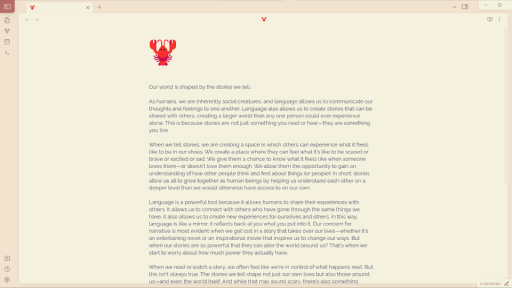 Our world is shaped by the stories we tell.
As humans, we are inherently social creatures, and language allows us to communicate our
thoughts and feelings to one another. Language also allows us to create stories that can be
shared with others, creating a larger world than any one person could ever experience
alone. This is because stories are not just something you read or hear—they are something
you live.
When we tell stories, we are creating a space in which others can experience what it feels
like to be in our shoes. We create a place where they can feel what it's like to be scared or
brave or excited or sad. We give them a chance to know what it feels like when someone
loves them—or doesn't love them enough. We allow them the opportunity to gain an
understanding of how other people think and feel about things (or people). In short, stories
allow us all to grow together as human beings by helping us understand each other on a
deeper level than we would otherwise have access to on our own.
Language is a powerful tool because it allows humans to share their experiences with
others. It allows us to connect with others who have gone through the same things we
have; it also allows us to create new experiences for ourselves and others. In this way,
language is like a mirror: it reflects back at you what you put into it. Our concern for
narrative is most evident when we get lost in a story that takes over our lives—whether it's
an entertaining novel or an inspirational movie that inspires us to change our ways. But
when our stories are so powerful that they can alter the world around us? That's when we
start to worry about how much power they actually have.
When we read or watch a story, we often feel like we're in control of what happens next. But
this isn't always true. The stories we tell shape not just our own lives but also those around
us—and even the world itself. And while that may sound scary, there's also something